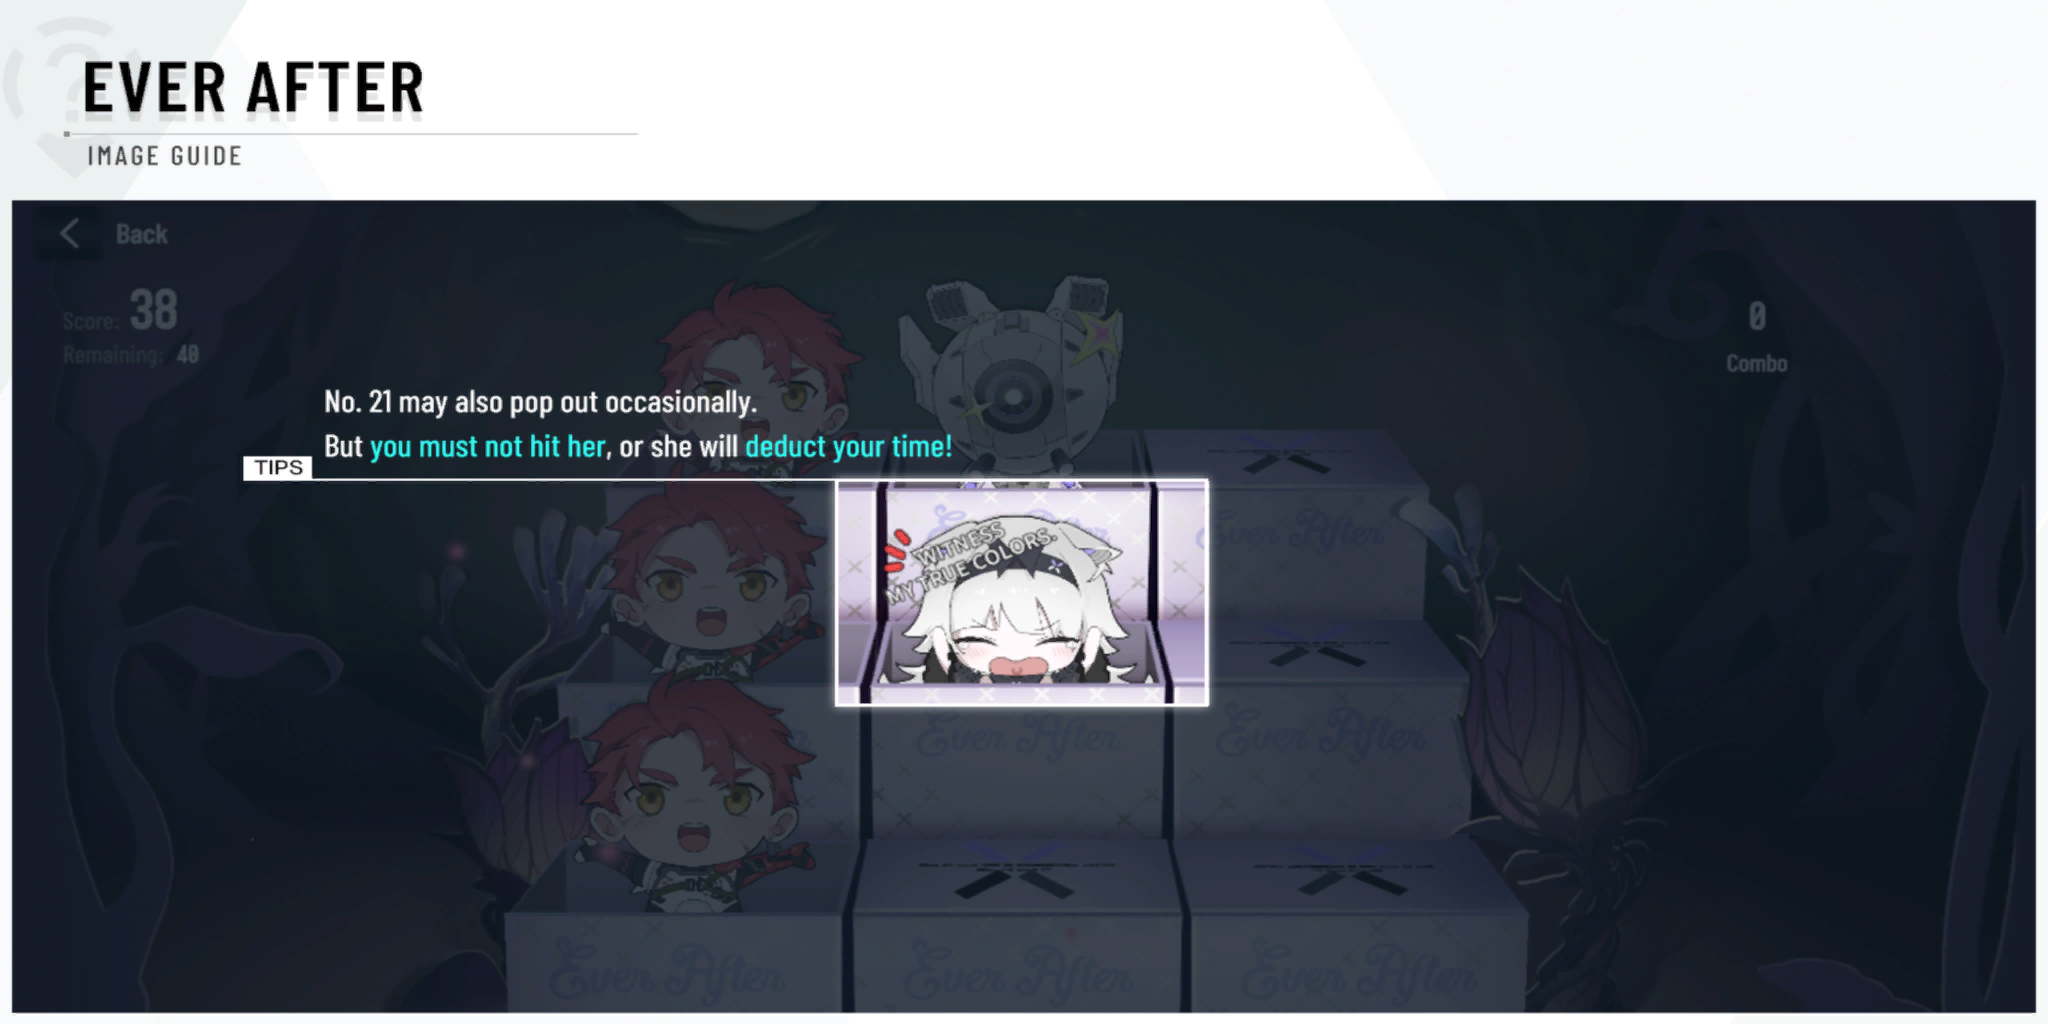 EVER AFTER
IMAGE GUIDE
Back
Score: 38
Remaining: 40
0
Combo
No. 21 may also pop out occasionally.
But you must not hit her, or she will deduct your time!
TIPS
WITNESS
MY TRUE COLORS.
Ever After
Ever After
Ever After
Ever After
Ever After
Ever After